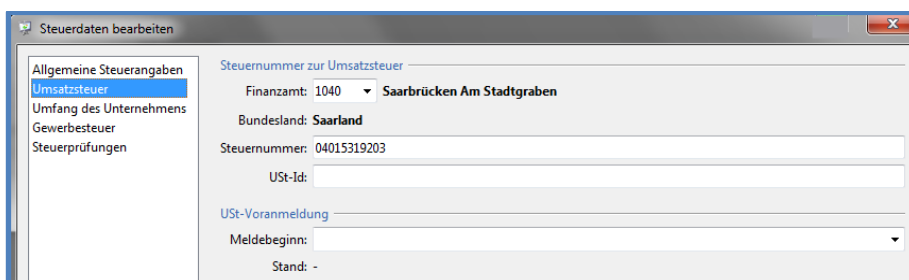 Steuerdaten bearbeiten
Allgemeine Steuerangaben
Umsatzsteuer
Umfang des Unternehmens
Gewerbesteuer
Steuerprüfungen
Steuernummer zur Umsatzsteuer
Finanzamt: 1040 Saarbrücken Am Stadtgraben
Bundesland: Saarland
Steuernummer: 04015319203
USt-Id:
USt-Voranmeldung
Meldebeginn:
Stand: -